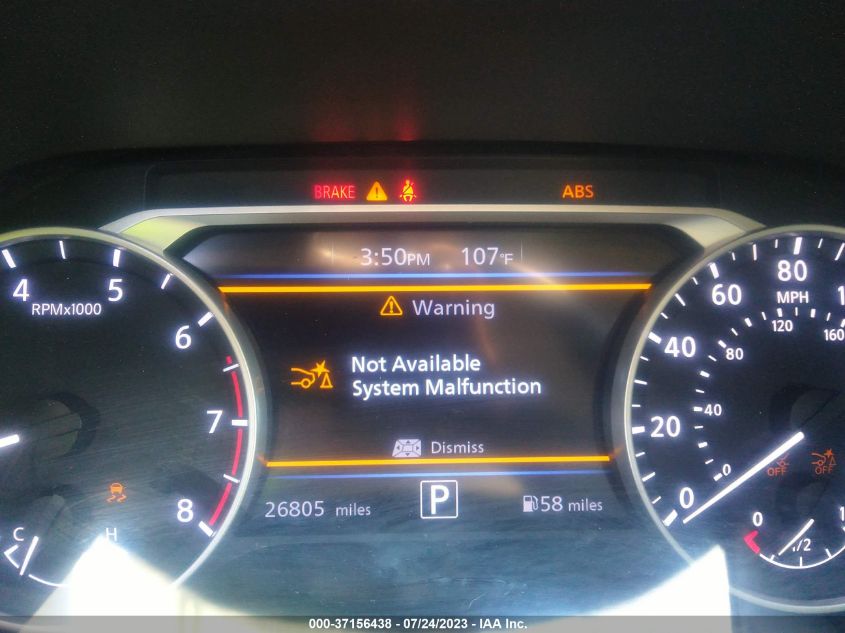 BRAKE ABS
3:50PM 107°F
Warning
Not Available
System Malfunction
Dismiss
26805 miles P 58 miles
4 5 6 7 8
RPMx1000
C H
0 20 40 60 80
MPH
0 40 80 120 160
OFF OFF
0 1/2 1
000-37156438 - 07/24/2023 - IAA Inc.